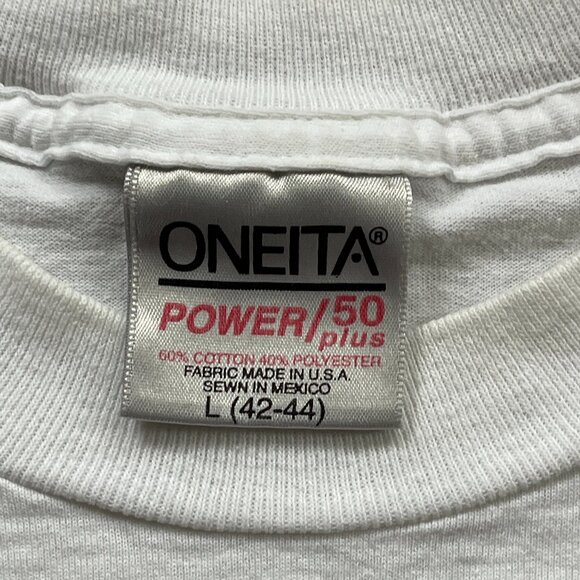 ONEITA®
POWER/50
plus
60% COTTON 40% POLYESTER
FABRIC MADE IN U.S.A.
SEWN IN MEXICO
L (42-44)